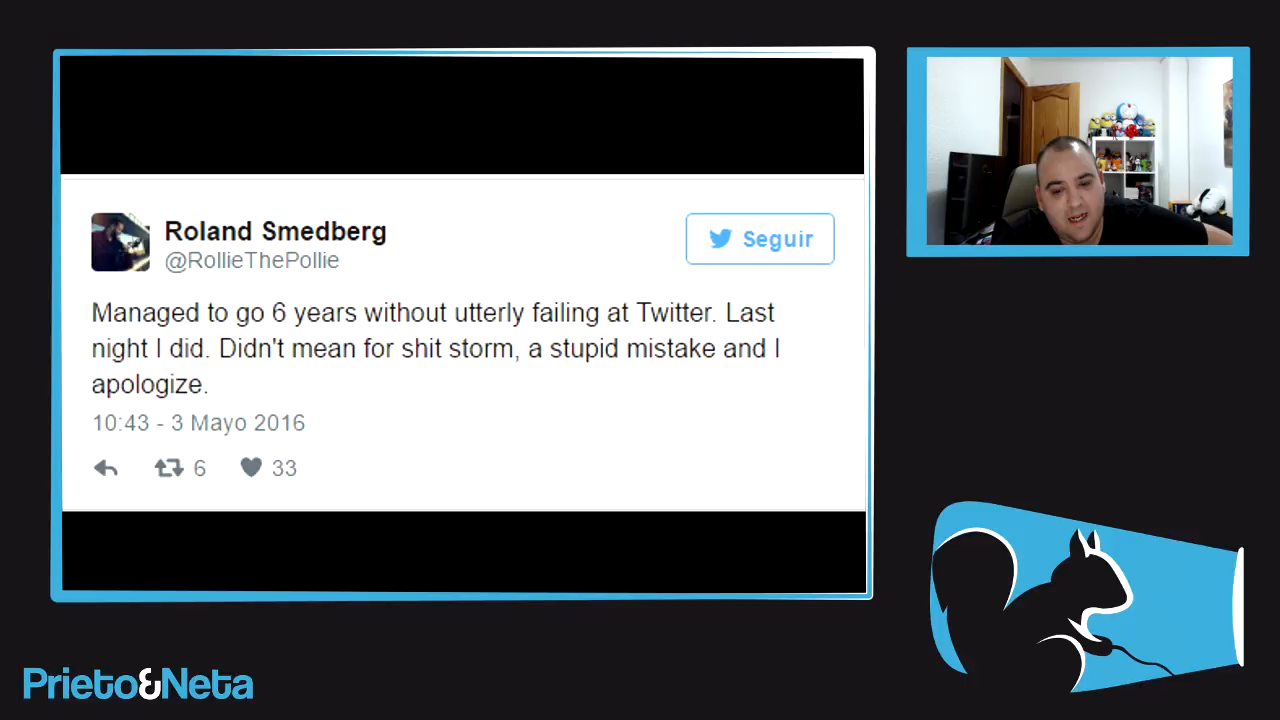 Roland Smedberg
@RollieThePollie
Seguir
Managed to go 6 years without utterly failing at Twitter. Last
night I did. Didn't mean for shit storm, a stupid mistake and I
apologize.
10:43 - 3 Mayo 2016
6 33
Prieto&Neta